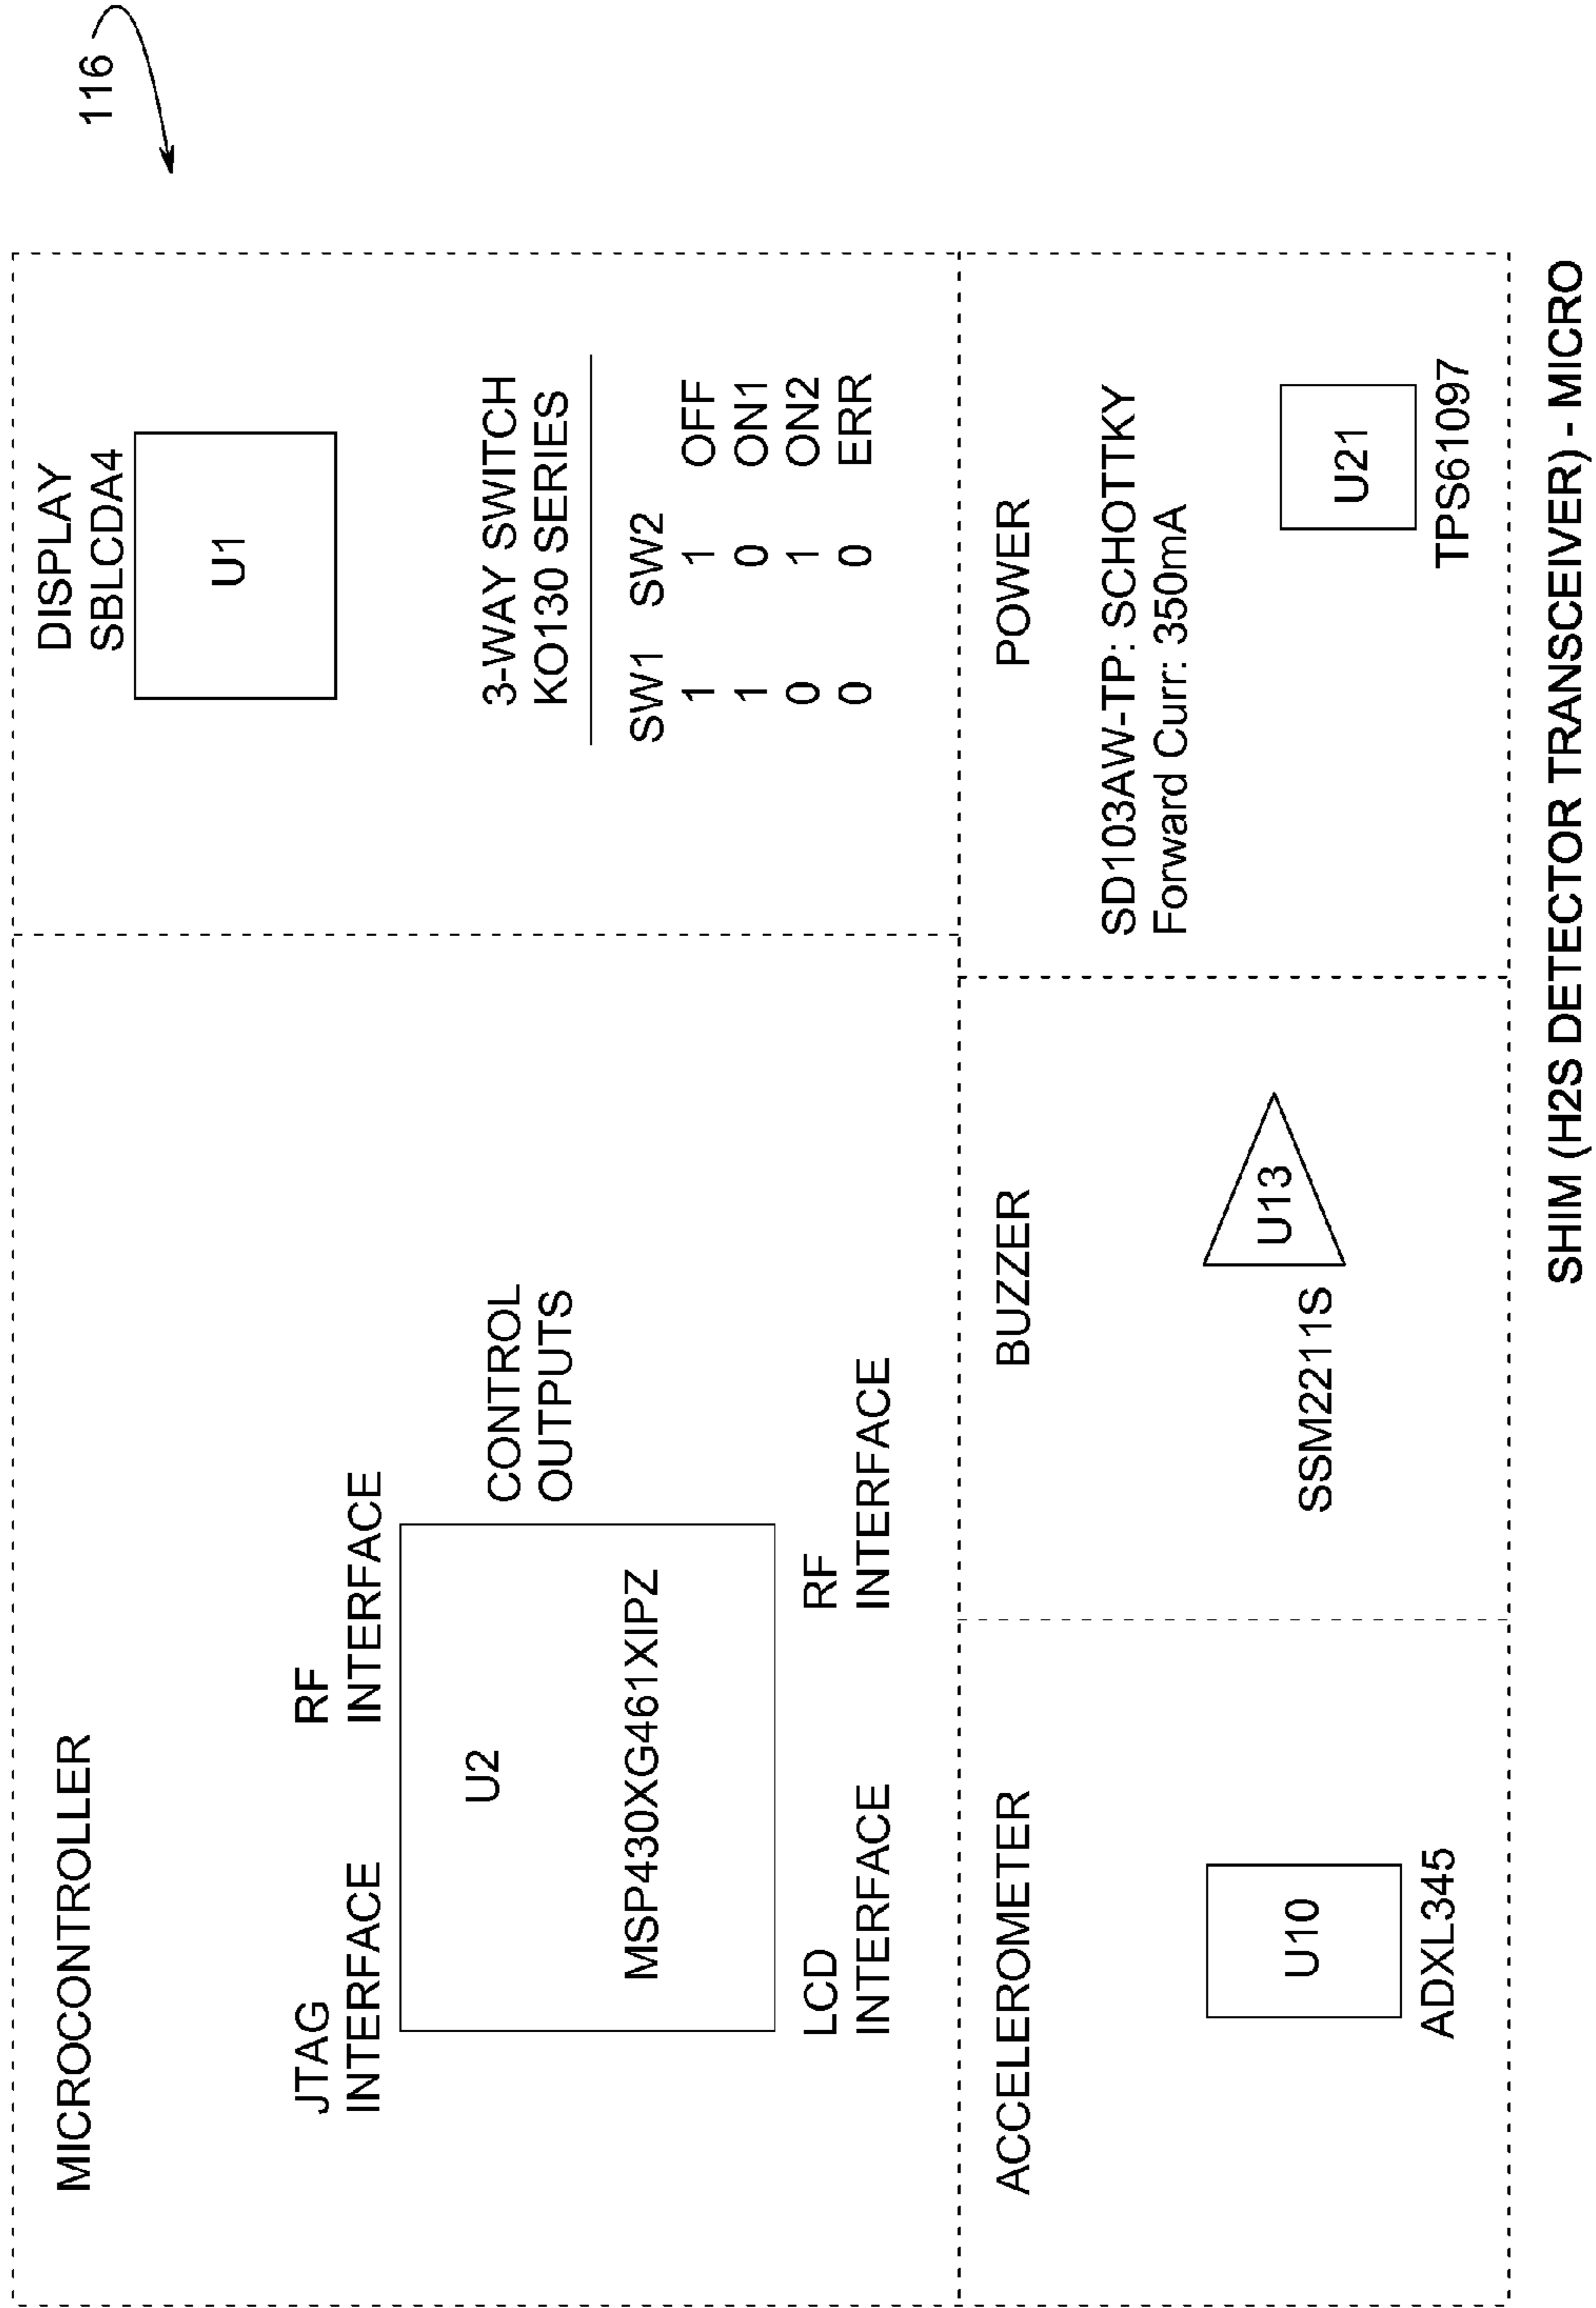 116
MICROCONTROLLER
JTAG
INTERFACE
RF
INTERFACE
U2
MSP430XG461XIPZ
CONTROL
OUTPUTS
LCD
INTERFACE
RF
INTERFACE
DISPLAY
SBLCDA4
U1
3-WAY SWITCH
KO130 SERIES
SW1 SW2
1 1 OFF
1 0 ON1
0 1 ON2
0 0 ERR
ACCELEROMETER
U10
ADXL345
BUZZER
U13
SSM2211S
POWER
SD103AW-TP: SCHOTTKY
Forward Curr: 350mA
U21
TPS61097
SHIM (H2S DETECTOR TRANSCEIVER) - MICRO